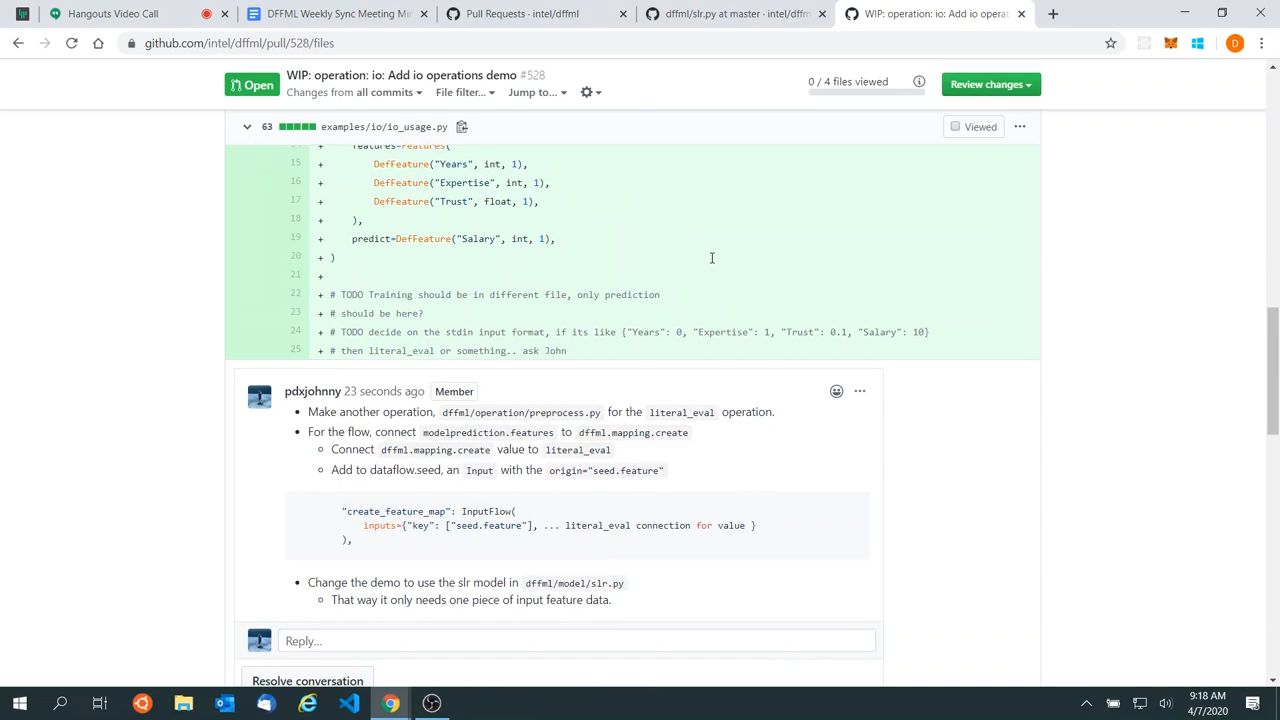 Hangouts Video Call
DFFML Weekly Sync Meeting Min
Pull Requests · intel/dffml
dffml/slr.py at master · intel/dffm
WIP: operation: io: Add io operat
github.com/intel/dffml/pull/528/files
D
Open
WIP: operation: io: Add io operations demo #528
Changes from all commits
File filter...
Jump to...
0 / 4 files viewed
Review changes
63 examples/io/io_usage.py
Viewed
features=Features(
15 + DefFeature("Years", int, 1),
16 + DefFeature("Expertise", int, 1),
17 + DefFeature("Trust", float, 1),
18 + ),
19 + predict=DefFeature("Salary", int, 1),
20 + )
21 +
22 + # TODO Training should be in different file, only prediction
23 + # should be here?
24 + # TODO decide on the stdin input format, if its like {"Years": 0, "Expertise": 1, "Trust": 0.1, "Salary": 10}
25 + # then literal_eval or something.. ask John
pdxjohnny 23 seconds ago Member
• Make another operation, dffml/operation/preprocess.py for the literal_eval operation.
• For the flow, connect modelprediction.features to dffml.mapping.create
Connect dffml.mapping.create value to literal_eval
Add to dataflow.seed, an Input with the origin="seed.feature"
"create_feature_map": InputFlow(
inputs={"key": ["seed.feature"], ... literal_eval connection for value }
),
• Change the demo to use the slr model in dffml/model/slr.py
That way it only needs one piece of input feature data.
Reply...
Resolve conversation
9:18 AM
4/7/2020